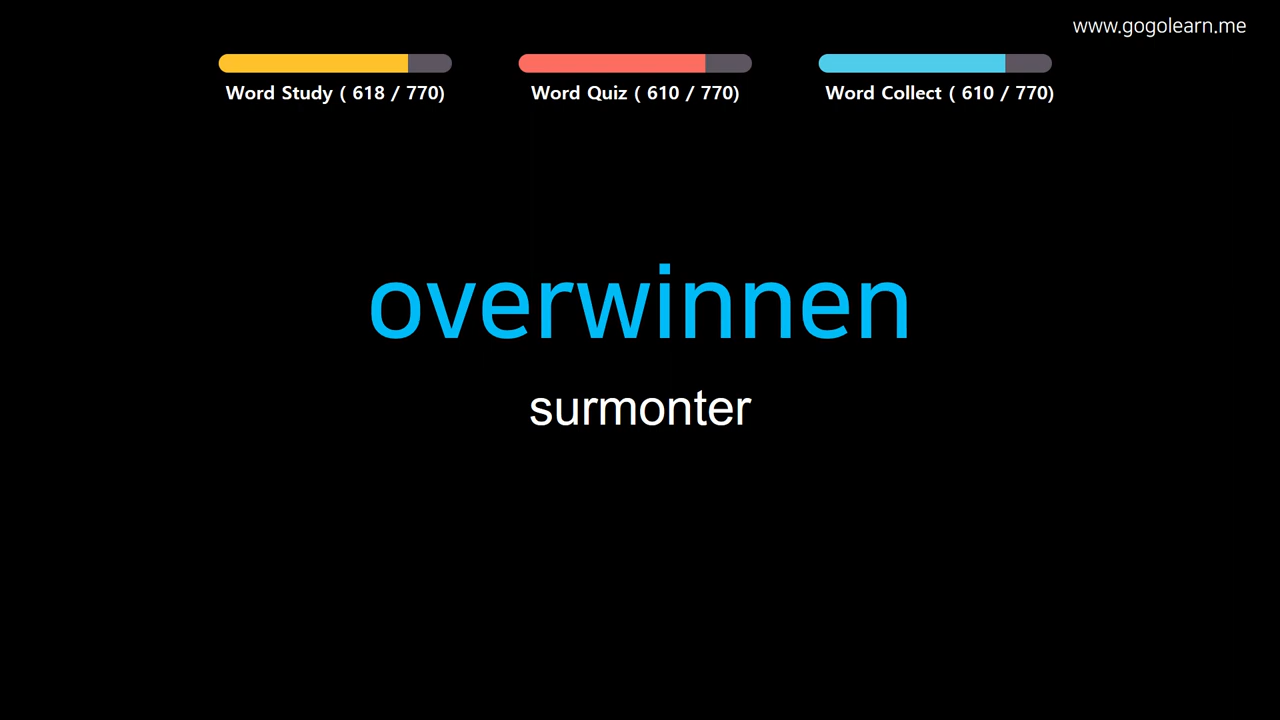 www.gogolearn.me
Word Study ( 618 / 770)
Word Quiz ( 610 / 770)
Word Collect ( 610 / 770)
overwinnen
surmonter